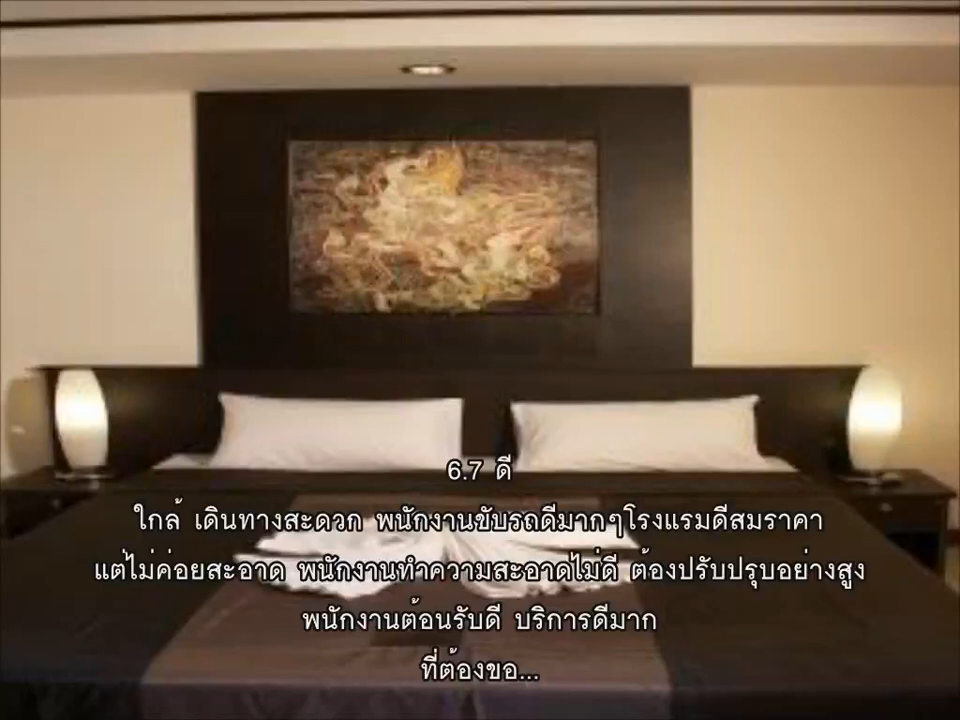 6.7 ดี
ใกล้ เดินทางสะดวก พนักงานขับรถดีมากๆโรงแรมดีสมราคา
แต่ไม่ค่อยสะอาด พนักงานทำความสะอาดไม่ดี ต้องปรับปรุบอย่างสูง
พนักงานต้อนรับดี บริการดีมาก
ที่ต้องขอ...